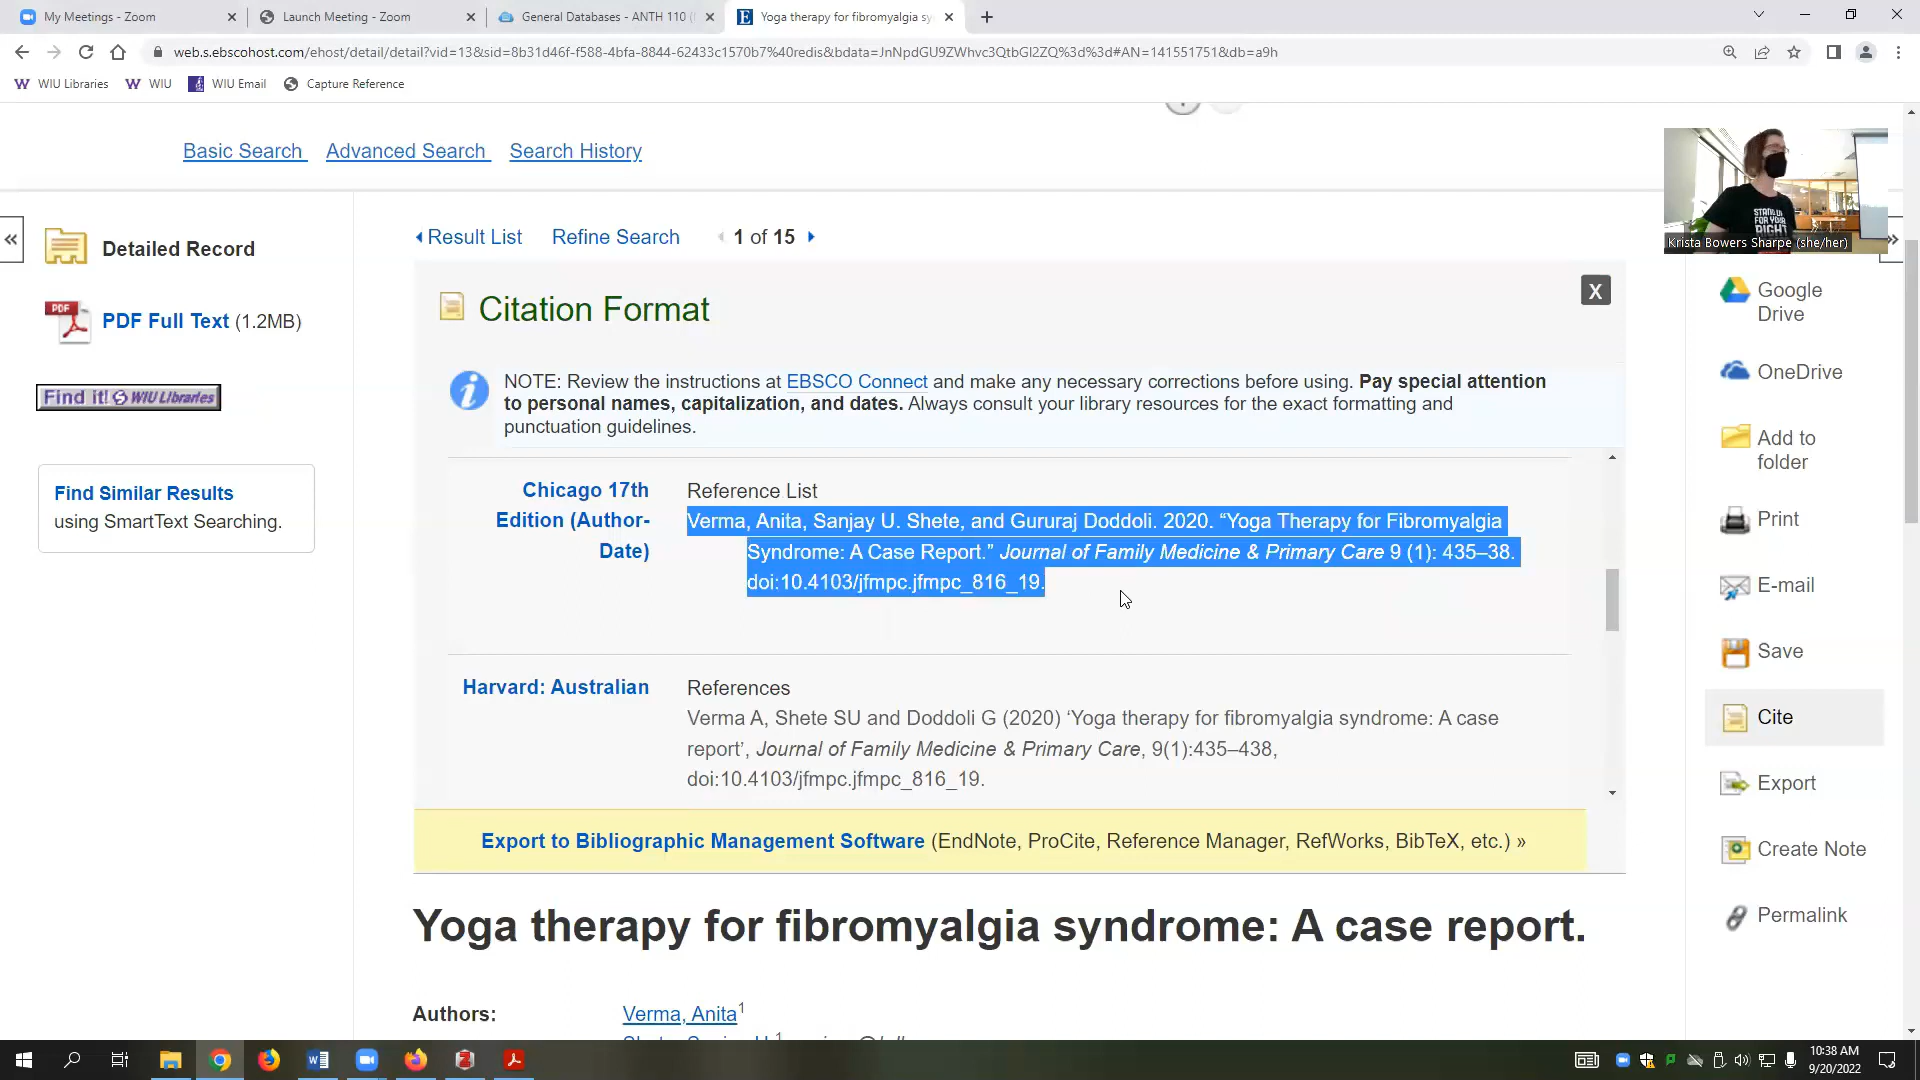 My Meetings - Zoom
Launch Meeting - Zoom
General Databases - ANTH 110 (
Yoga therapy for fibromyalgia sy
web.s.ebscohost.com/ehost/detail/detail?vid=13&sid=8b31d46f-f588-4bfa-8844-62433c1570b7%40redis&bdata=JnNpdGU9ZWhvc3QtbGl2ZQ%3d%3d#AN=141551751&db=a9h
WIU Libraries
WIU
WIU Email
Capture Reference
Basic Search
Advanced Search
Search History
STAND UP
FOR YOUR
RIGHT
Krista Bowers Sharpe (she/her)
Detailed Record
PDF
PDF Full Text (1.2MB)
Find it! WIU Libraries
Find Similar Results
using SmartText Searching.
Result List
Refine Search
1 of 15
Citation Format
X
NOTE: Review the instructions at EBSCO Connect and make any necessary corrections before using. Pay special attention
to personal names, capitalization, and dates. Always consult your library resources for the exact formatting and
punctuation guidelines.
Chicago 17th
Edition (Author-
Date)
Reference List
Verma, Anita, Sanjay U. Shete, and Gururaj Doddoli. 2020. “Yoga Therapy for Fibromyalgia
Syndrome: A Case Report.” Journal of Family Medicine & Primary Care 9 (1): 435–38.
doi:10.4103/jfmpc.jfmpc_816_19.
Harvard: Australian
References
Verma A, Shete SU and Doddoli G (2020) ‘Yoga therapy for fibromyalgia syndrome: A case
report’, Journal of Family Medicine & Primary Care, 9(1):435–438,
doi:10.4103/jfmpc.jfmpc_816_19.
Export to Bibliographic Management Software (EndNote, ProCite, Reference Manager, RefWorks, BibTeX, etc.) »
Yoga therapy for fibromyalgia syndrome: A case report.
Authors:
Verma, Anita1
Google
Drive
OneDrive
Add to
folder
Print
E-mail
Save
Cite
Export
Create Note
Permalink
10:38 AM
9/20/2022